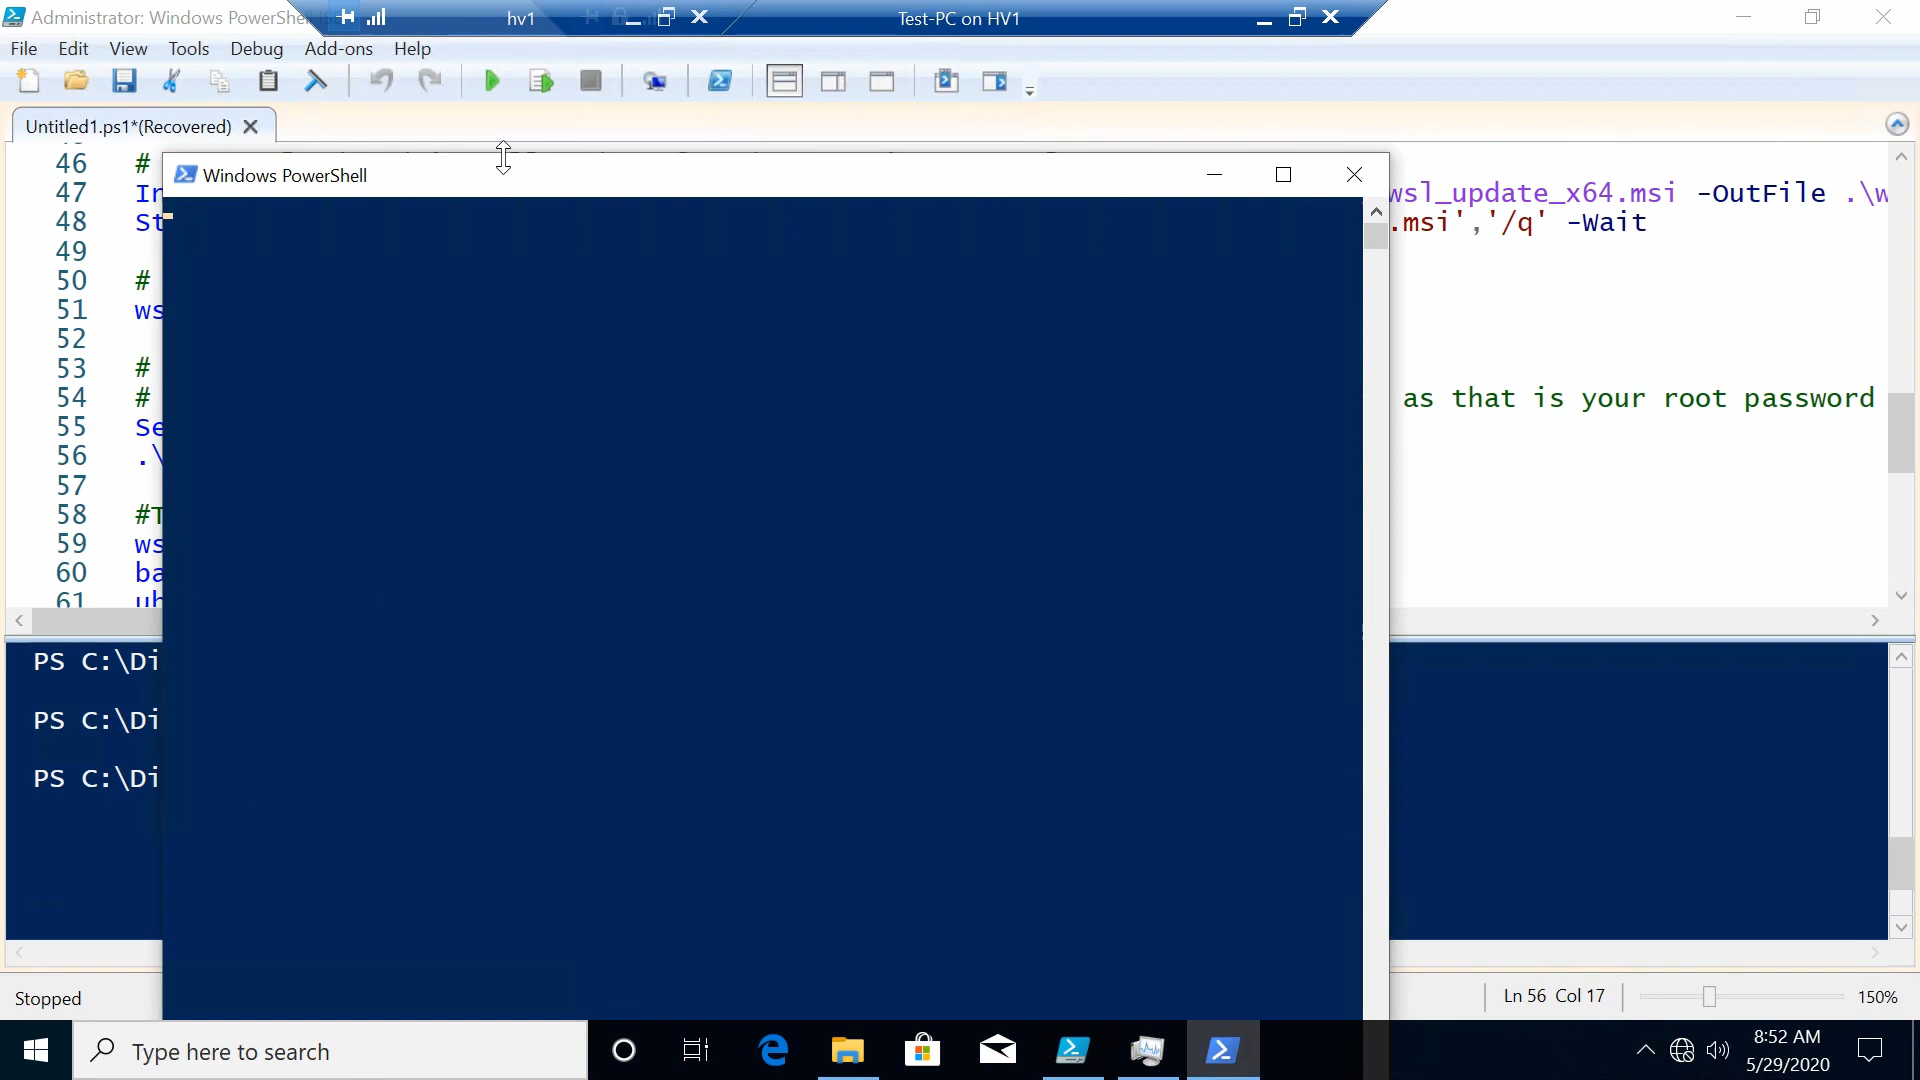 Administrator: Windows PowerShell
hv1
Test-PC on HV1
File Edit View Tools Debug Add-ons Help
Untitled1.ps1*(Recovered)
46 #
47 In wsl_update_x64.msi -OutFile .\w
48 St .msi','/q' -Wait
49
50 #
51 ws
52
53 #
54 # as that is your root password
55 Se
56 .\
57
58 #T
59 ws
60 ba
61 ub
Windows PowerShell
PS C:\Di
PS C:\Di
PS C:\Di
Stopped
Ln 56 Col 17
150%
Type here to search
8:52 AM
5/29/2020